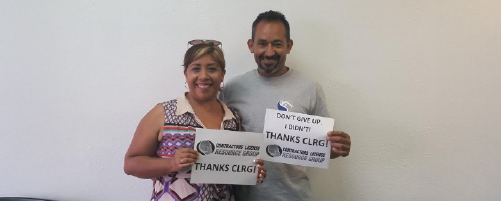 CONTRACTORS LICENSE
RESOURCE GROUP
THANKS CLRG!
DON'T GIVE UP
I DIDN'T!
THANKS CLRG!
CONTRACTORS LICENSE
RESOURCE GROUP